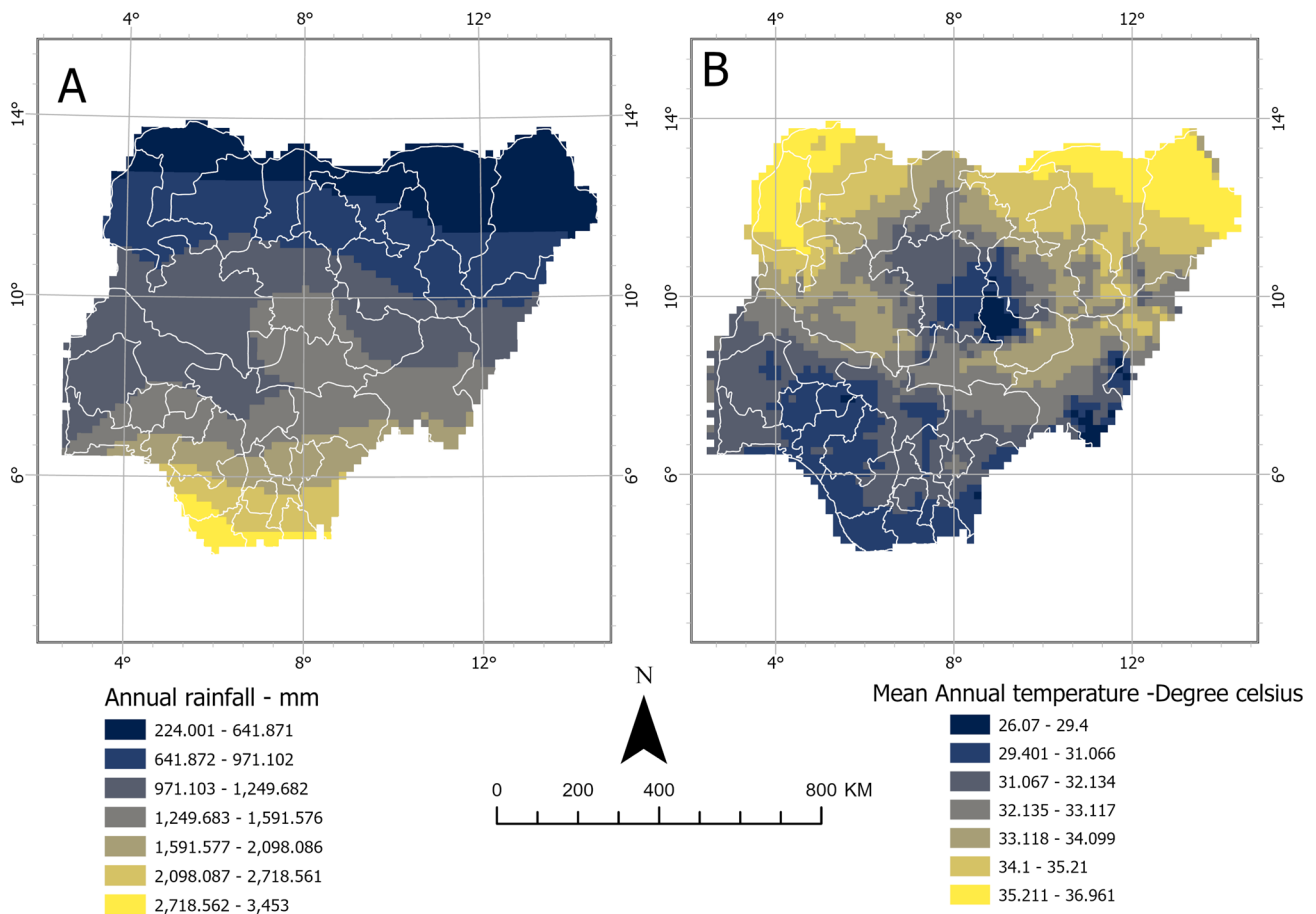 4° 8° 12°
4° 8° 12°
A
B
14° 14° 14°
10° 10° 10°
6° 6° 6°
4° 8° 12°
4° 8° 12°
N
Annual rainfall - mm
224.001 - 641.871
641.872 - 971.102
971.103 - 1,249.682
1,249.683 - 1,591.576
1,591.577 - 2,098.086
2,098.087 - 2,718.561
2,718.562 - 3,453
0 200 400 800 KM
Mean Annual temperature -Degree celsius
26.07 - 29.4
29.401 - 31.066
31.067 - 32.134
32.135 - 33.117
33.118 - 34.099
34.1 - 35.21
35.211 - 36.961